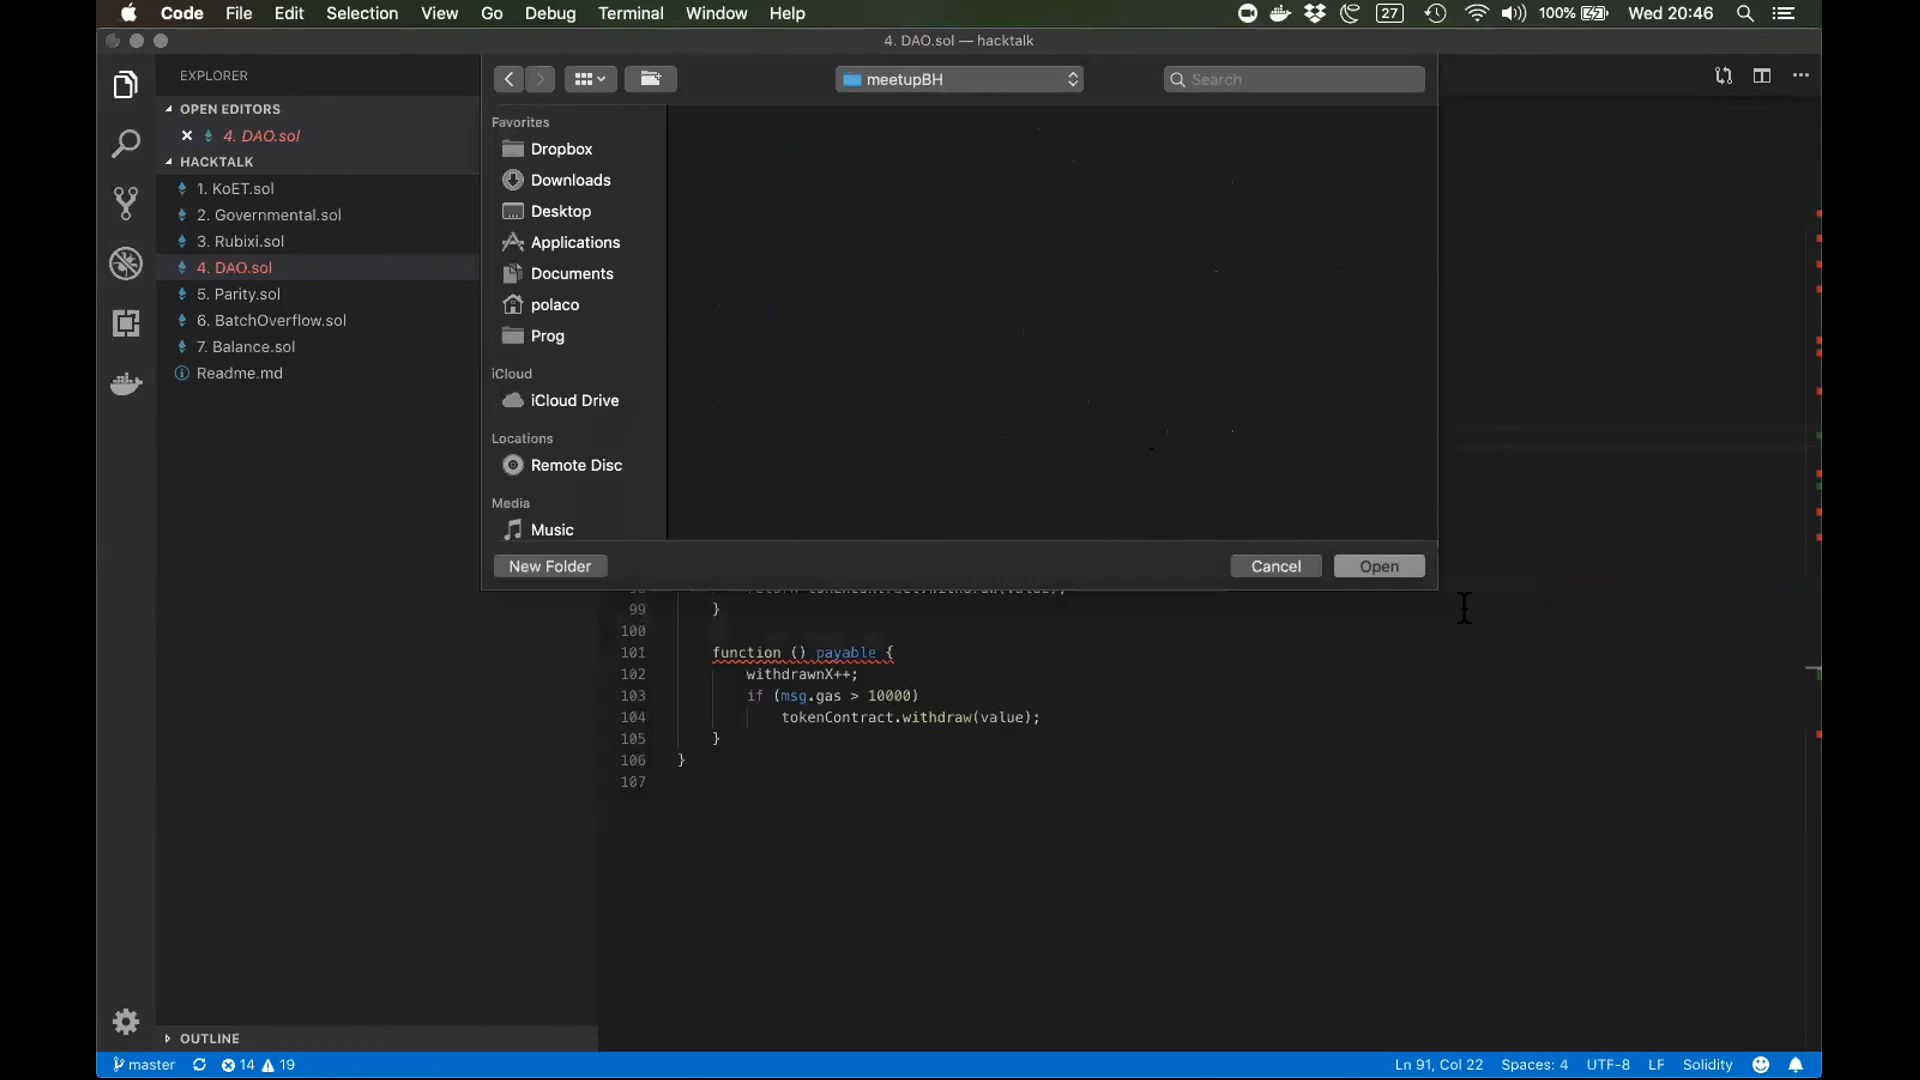 Code File Edit Selection View Go Debug Terminal Window Help 27 100% Wed 20:46
4. DAO.sol — hacktalk
EXPLORER
OPEN EDITORS
4. DAO.sol
HACKTALK
1. KoET.sol
2. Governmental.sol
3. Rubixi.sol
4. DAO.sol
5. Parity.sol
6. BatchOverflow.sol
7. Balance.sol
Readme.md
meetupBH
Search
Favorites
Dropbox
Downloads
Desktop
Applications
Documents
polaco
Prog
iCloud
iCloud Drive
Locations
Remote Disc
Media
Music
New Folder Cancel Open
99 }
100
101 function () payable {
102 withdrawnX++;
103 if (msg.gas > 10000)
104 tokenContract.withdraw(value);
105 }
106 }
107
OUTLINE
master 14 19 Ln 91, Col 22 Spaces: 4 UTF-8 LF Solidity